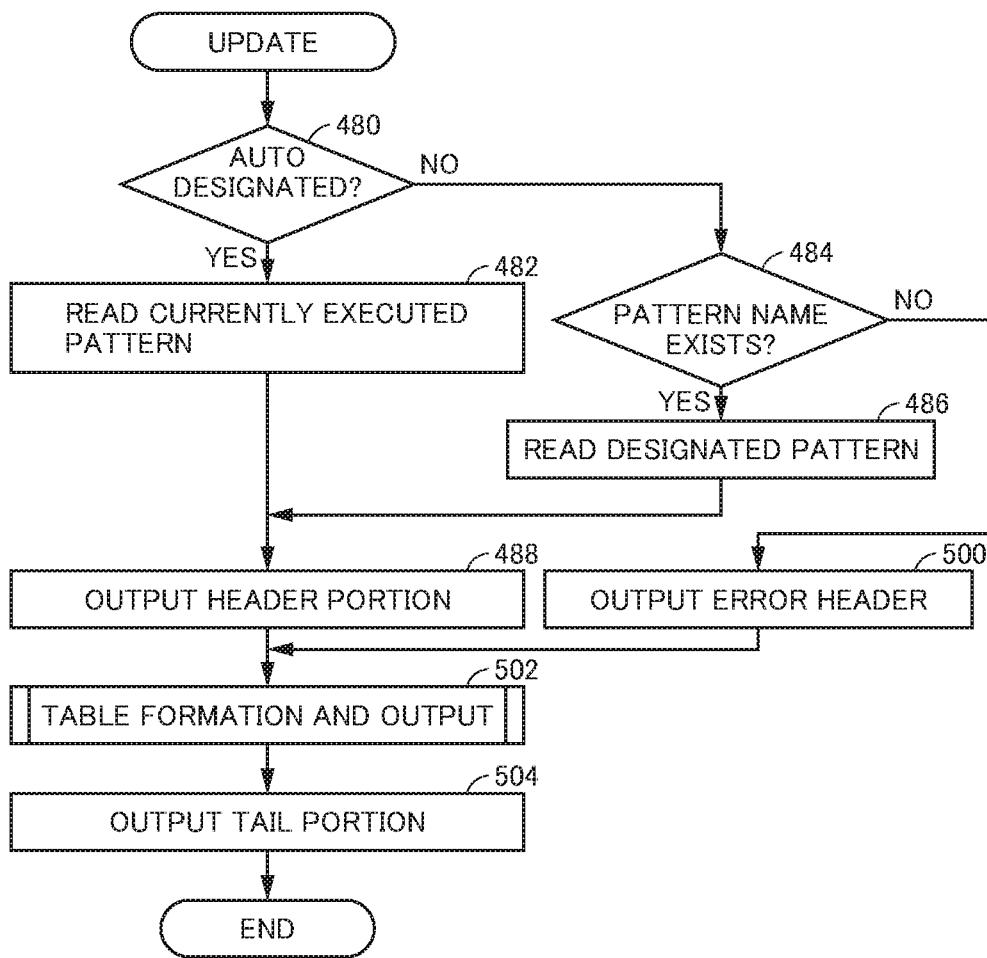 UPDATE
480
AUTO
DESIGNATED?
NO
YES
482
READ CURRENTLY EXECUTED
PATTERN
484
PATTERN NAME
EXISTS?
NO
YES
486
READ DESIGNATED PATTERN
488
OUTPUT HEADER PORTION
500
OUTPUT ERROR HEADER
502
TABLE FORMATION AND OUTPUT
504
OUTPUT TAIL PORTION
END